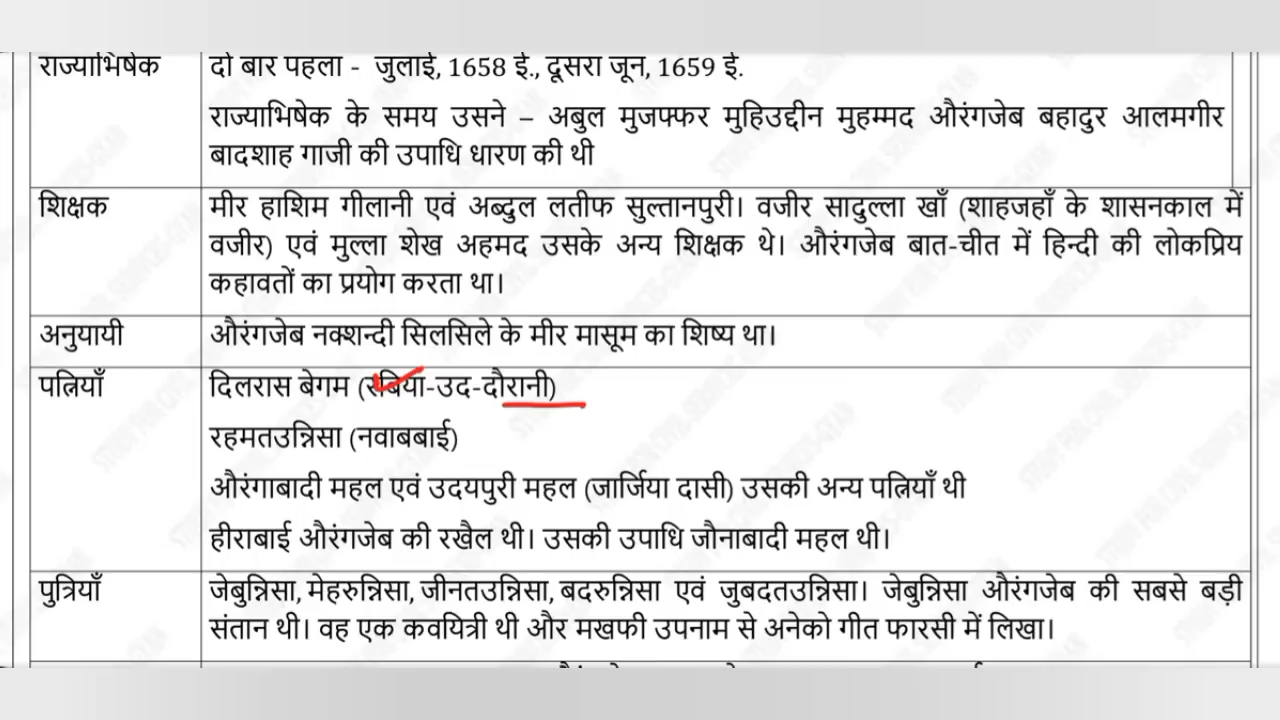 राज्याभिषेक दो बार पहला - जुलाई, 1658 ई., दूसरा जून, 1659 ई.
राज्याभिषेक के समय उसने – अबुल मुजफ्फर मुहिउद्दीन मुहम्मद औरंगजेब बहादुर आलमगीर
बादशाह गाजी की उपाधि धारण की थी
शिक्षक मीर हाशिम गीलानी एवं अब्दुल लतीफ सुल्तानपुरी। वजीर सादुल्ला खाँ (शाहजहाँ के शासनकाल में
वजीर) एवं मुल्ला शेख अहमद उसके अन्य शिक्षक थे। औरंगजेब बात-चीत में हिन्दी की लोकप्रिय
कहावतों का प्रयोग करता था।
अनुयायी औरंगजेब नक्शन्दी सिलसिले के मीर मासूम का शिष्य था।
पत्नियाँ दिलरास बेगम (रबिया-उद-दौरानी)
रहमतउन्निसा (नवाबबाई)
औरंगाबादी महल एवं उदयपुरी महल (जार्जिया दासी) उसकी अन्य पत्नियाँ थी
हीराबाई औरंगजेब की रखैल थी। उसकी उपाधि जौनाबादी महल थी।
पुत्रियाँ जेबुन्निसा, मेहरुन्निसा, जीनतउन्निसा, बदरुन्निसा एवं जुबदतउन्निसा। जेबुन्निसा औरंगजेब की सबसे बड़ी
संतान थी। वह एक कवयित्री थी और मखफी उपनाम से अनेको गीत फारसी में लिखा।